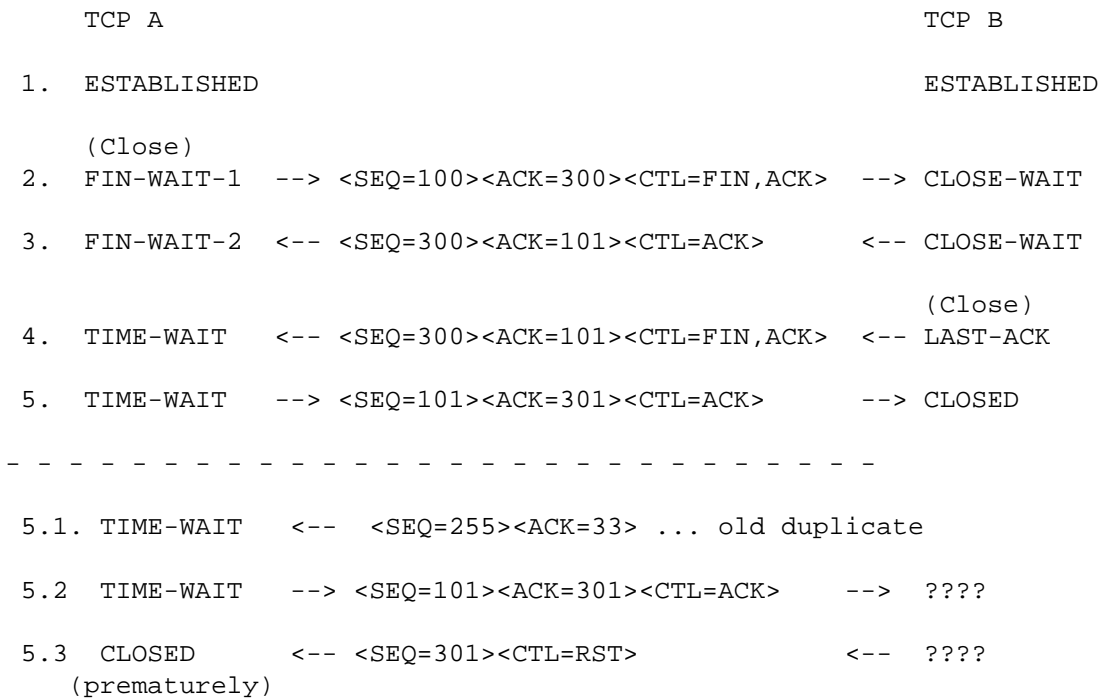 TCP A                                                TCP B
1.  ESTABLISHED                                          ESTABLISHED
(Close)
2.  FIN-WAIT-1  --> <SEQ=100><ACK=300><CTL=FIN,ACK>  --> CLOSE-WAIT
3.  FIN-WAIT-2  <-- <SEQ=300><ACK=101><CTL=ACK>      <-- CLOSE-WAIT
(Close)
4.  TIME-WAIT   <-- <SEQ=300><ACK=101><CTL=FIN,ACK>  <-- LAST-ACK
5.  TIME-WAIT   --> <SEQ=101><ACK=301><CTL=ACK>      --> CLOSED
- - - - - - - - - - - - - - - - - - - - - - - - - - - -
5.1. TIME-WAIT   <--  <SEQ=255><ACK=33> ... old duplicate
5.2  TIME-WAIT   --> <SEQ=101><ACK=301><CTL=ACK>    -->  ????
5.3  CLOSED      <-- <SEQ=301><CTL=RST>             <--  ????
(prematurely)